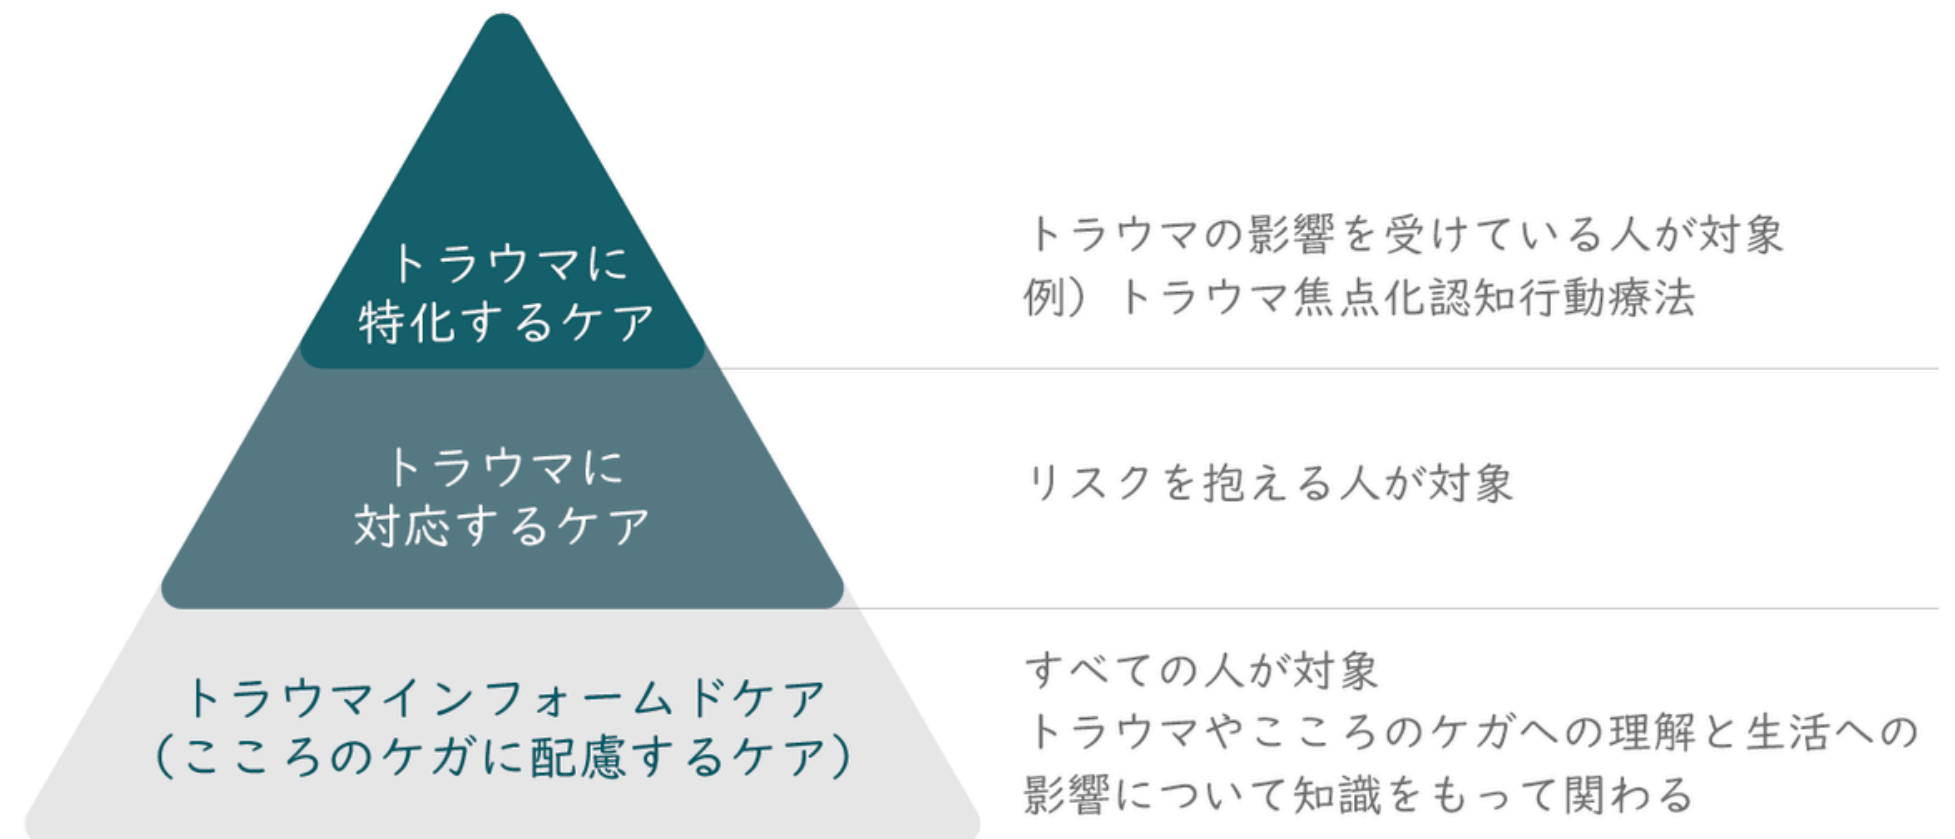 トラウマに
特化するケア
トラウマの影響を受けている人が対象
例）トラウマ焦点化認知行動療法
トラウマに
対応するケア
リスクを抱える人が対象
トラウマインフォームドケア
（こころのケガに配慮するケア）
すべての人が対象
トラウマやこころのケガへの理解と生活への
影響について知識をもって関わる